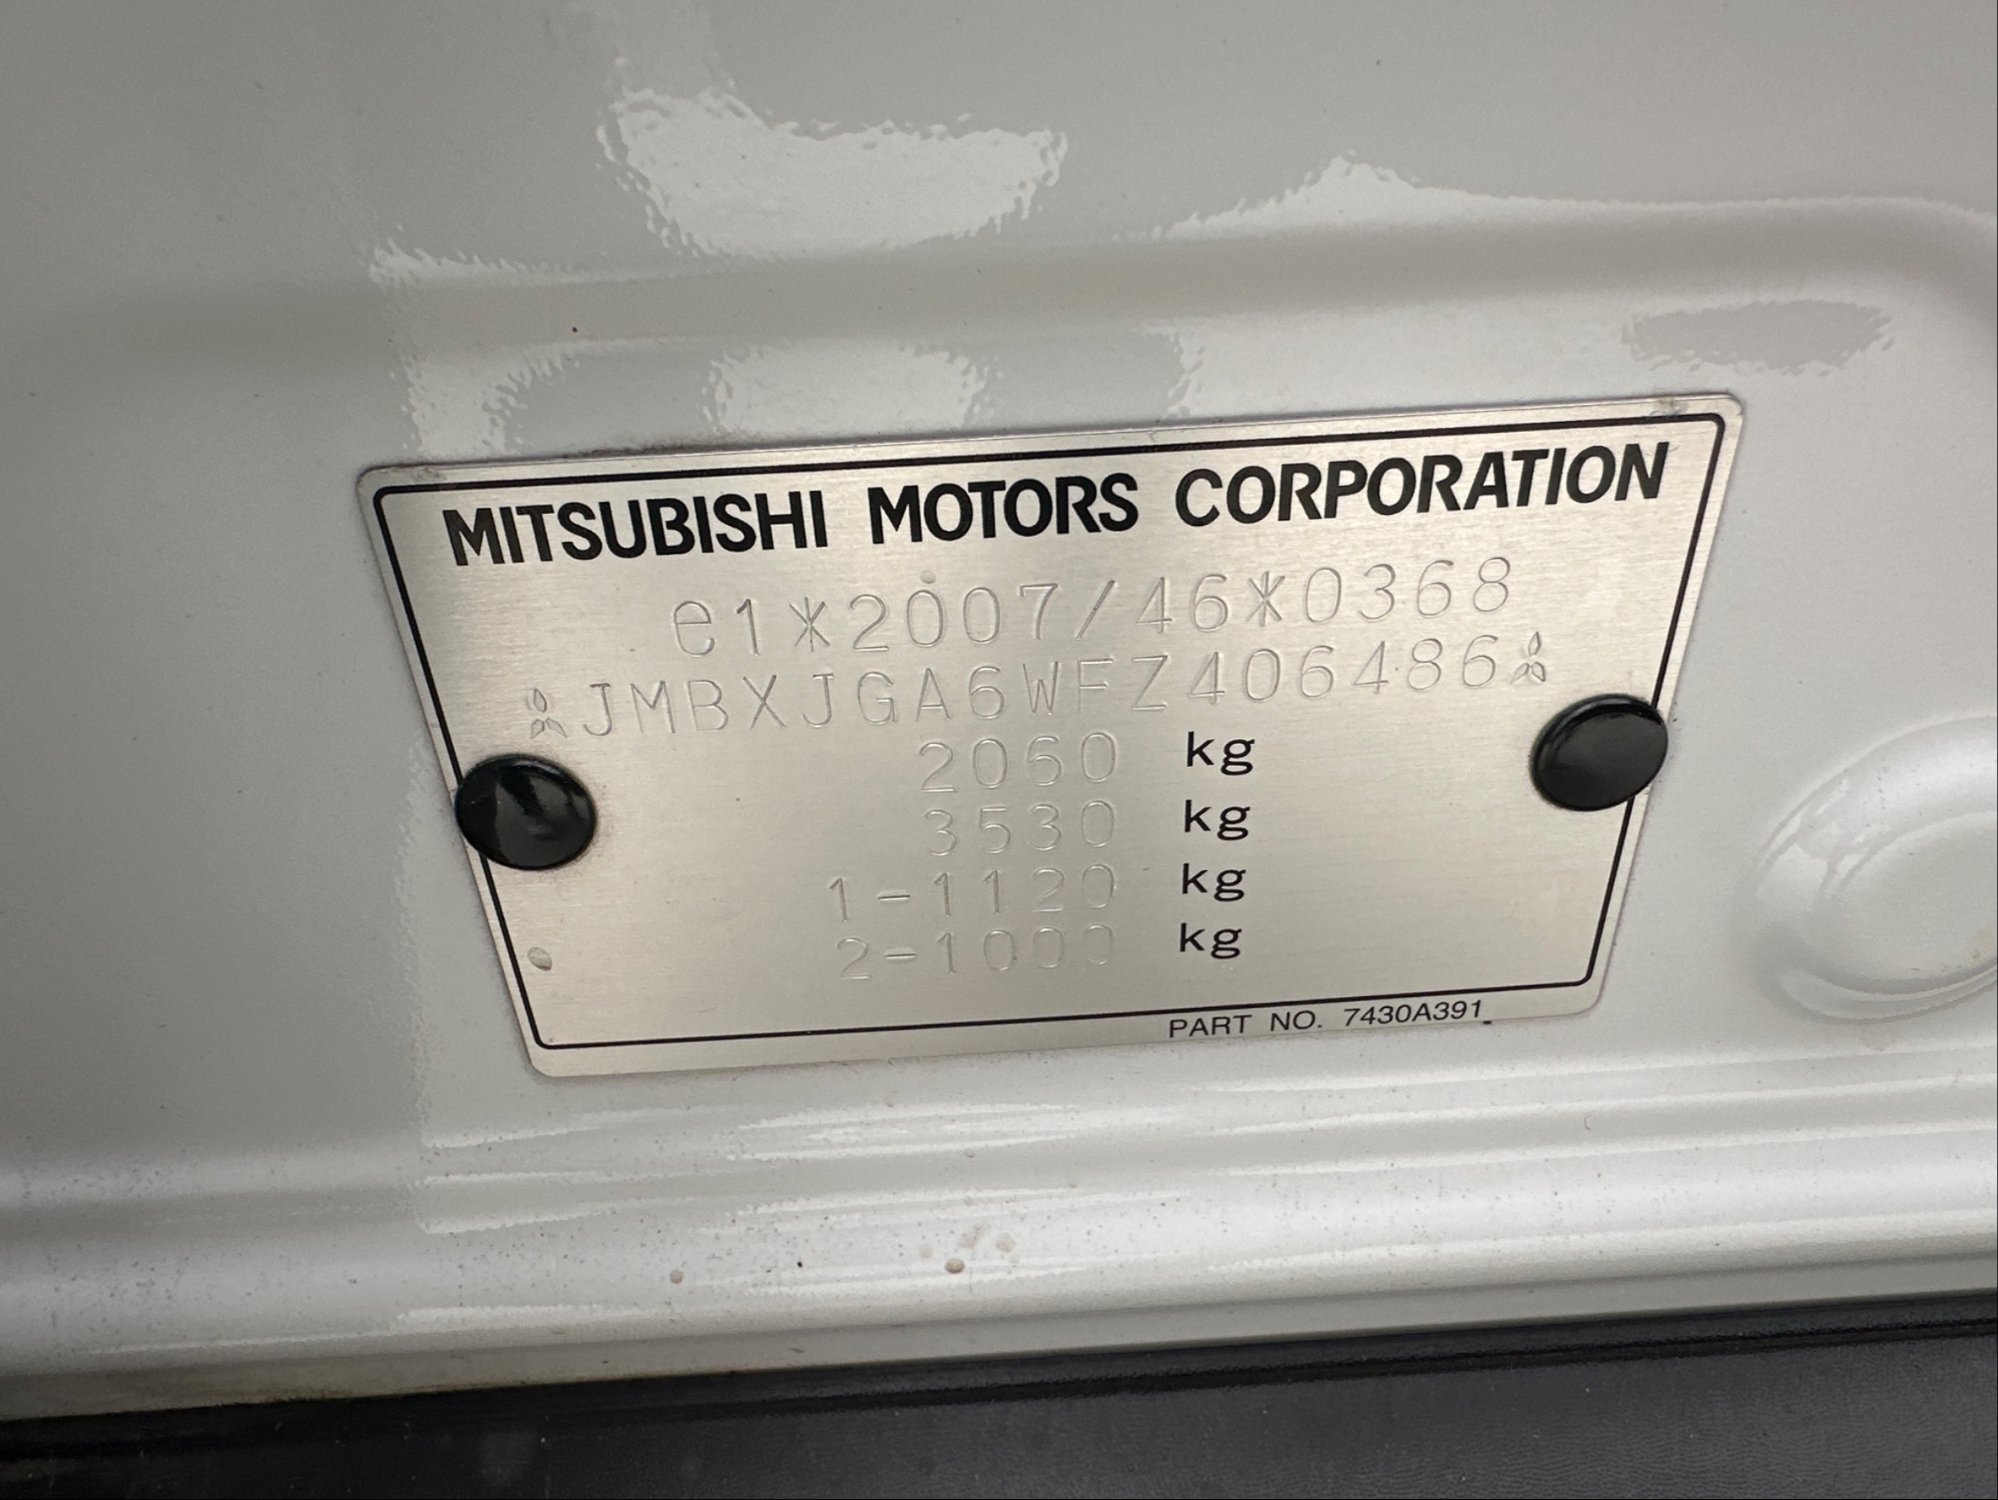 MITSUBISHI MOTORS CORPORATION
e1*2007/46*0368
JMBXJGA6WFZ406486
2060 kg
3530 kg
1-1120 kg
2-1000 kg
PART NO. 7430A391